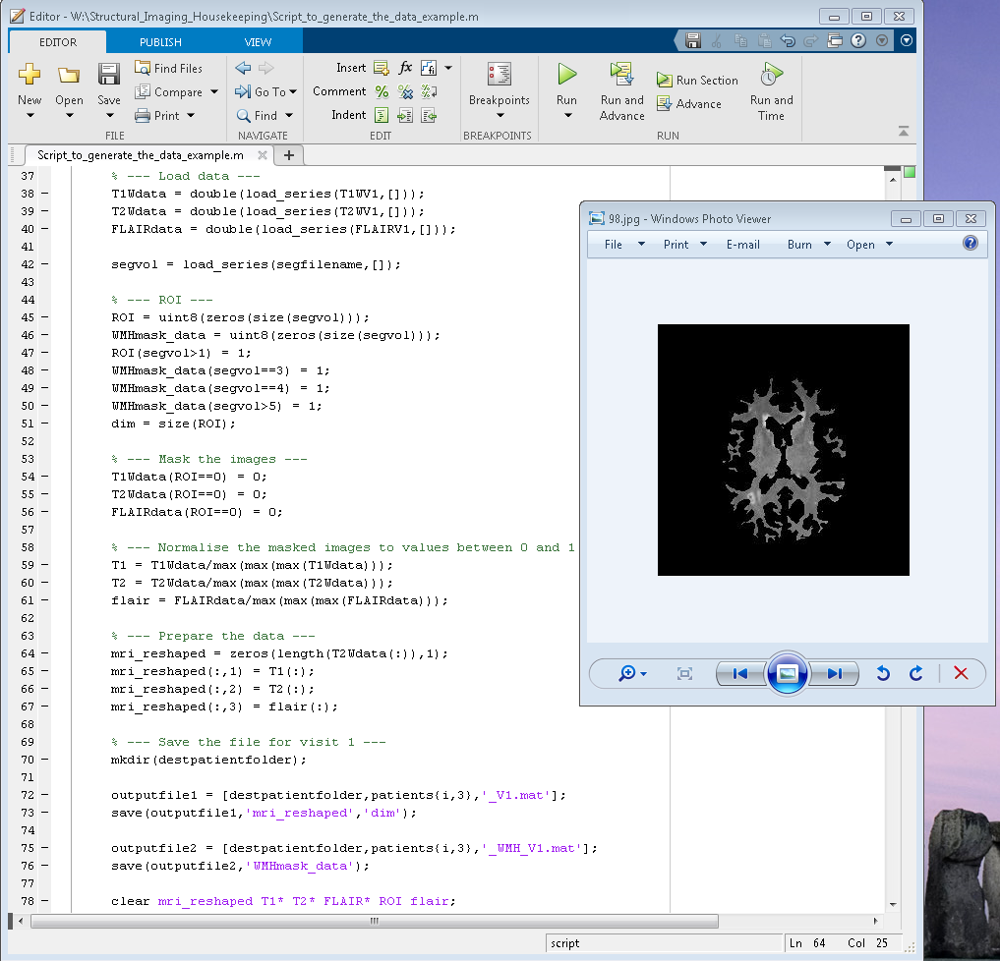 Editor - W:\Structural_Imaging_Housekeeping\Script_to_generate_the_data_example.m
EDITOR PUBLISH VIEW
New Open Save Find Files Compare Print
FILE
Go To Find
NAVIGATE
Insert fx
Comment
Indent
EDIT
Breakpoints
BREAKPOINTS
Run Run and Advance Run Section Advance Run and Time
RUN
Script_to_generate_the_data_example.m
37 % --- Load data ---
38 – T1Wdata = double(load_series(T1WV1,[]));
39 – T2Wdata = double(load_series(T2WV1,[]));
40 – FLAIRdata = double(load_series(FLAIRV1,[]));
41
42 – segvol = load_series(segfilename,[]);
43
44 % --- ROI ---
45 – ROI = uint8(zeros(size(segvol)));
46 – WMHmask_data = uint8(zeros(size(segvol)));
47 – ROI(segvol>1) = 1;
48 – WMHmask_data(segvol==3) = 1;
49 – WMHmask_data(segvol==4) = 1;
50 – WMHmask_data(segvol>5) = 1;
51 – dim = size(ROI);
52
53 % --- Mask the images ---
54 – T1Wdata(ROI==0) = 0;
55 – T2Wdata(ROI==0) = 0;
56 – FLAIRdata(ROI==0) = 0;
57
58 % --- Normalise the masked images to values between 0 and 1
59 – T1 = T1Wdata/max(max(max(T1Wdata)));
60 – T2 = T2Wdata/max(max(max(T2Wdata)));
61 – flair = FLAIRdata/max(max(max(FLAIRdata)));
62
63 % --- Prepare the data ---
64 – mri_reshaped = zeros(length(T2Wdata(:)),1);
65 – mri_reshaped(:,1) = T1(:);
66 – mri_reshaped(:,2) = T2(:);
67 – mri_reshaped(:,3) = flair(:);
68
69 % --- Save the file for visit 1 ---
70 – mkdir(destpatientfolder);
71
72 – outputfile1 = [destpatientfolder,patients{i,3},'_V1.mat'];
73 – save(outputfile1,'mri_reshaped','dim');
74
75 – outputfile2 = [destpatientfolder,patients{i,3},'_WMH_V1.mat'];
76 – save(outputfile2,'WMHmask_data');
77
78 – clear mri_reshaped T1* T2* FLAIR* ROI flair;
script Ln 64 Col 25
98.jpg - Windows Photo Viewer
File Print E-mail Burn Open